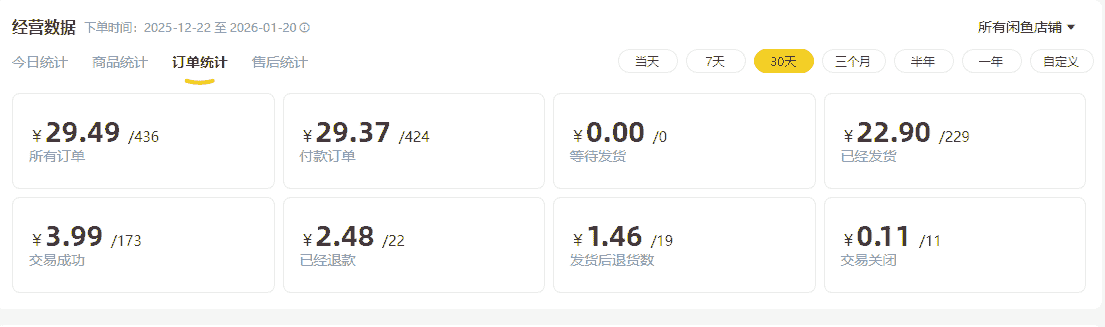 经营数据 下单时间：2025-12-22 至 2026-01-20
所有闲鱼店铺
今日统计 商品统计 订单统计 售后统计
当天 7天 30天 三个月 半年 一年 自定义
￥29.49 /436
所有订单
￥29.37 /424
付款订单
￥0.00 /0
等待发货
￥22.90 /229
已经发货
￥3.99 /173
交易成功
￥2.48 /22
已经退款
￥1.46 /19
发货后退货数
￥0.11 /11
交易关闭